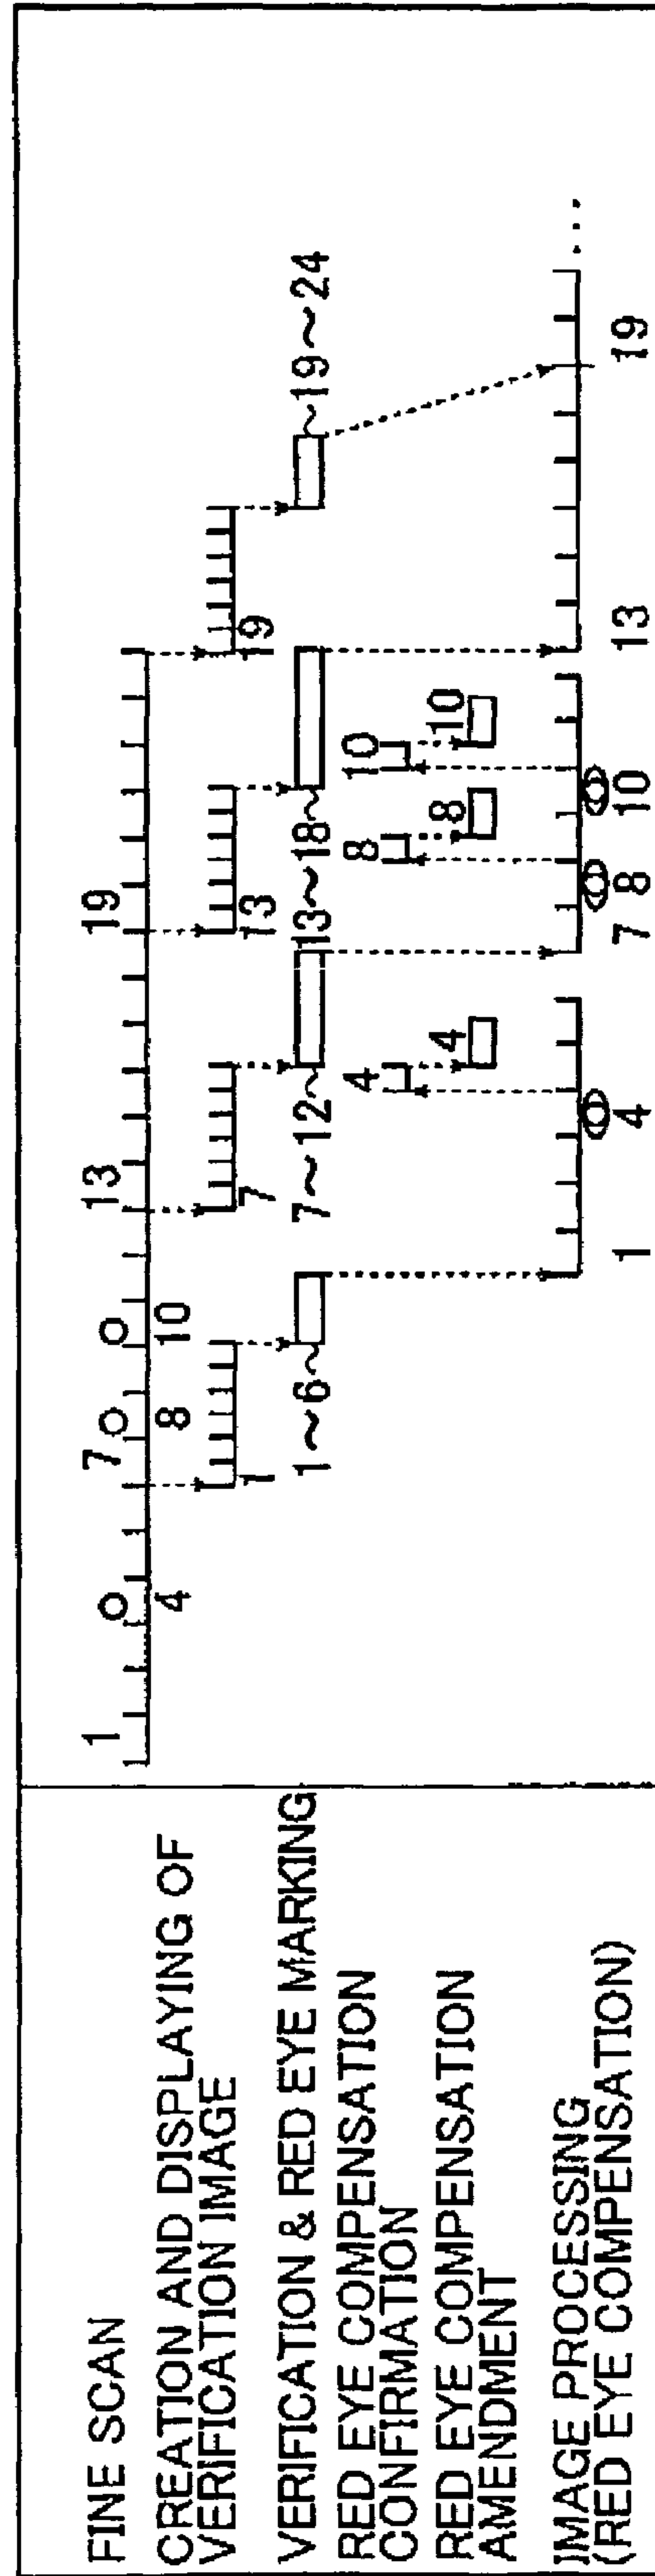 FINE SCAN
1 7 13 19
4 8 10
CREATION AND DISPLAYING OF
VERIFICATION IMAGE
1 7 13 19
VERIFICATION & RED EYE MARKING
1~6 7~12 13~18 19~24
RED EYE COMPENSATION
CONFIRMATION
4 8 10
RED EYE COMPENSATION
AMENDMENT
4 8 10
IMAGE PROCESSING
(RED EYE COMPENSATION)
1 4 7 8 10 13 19
...